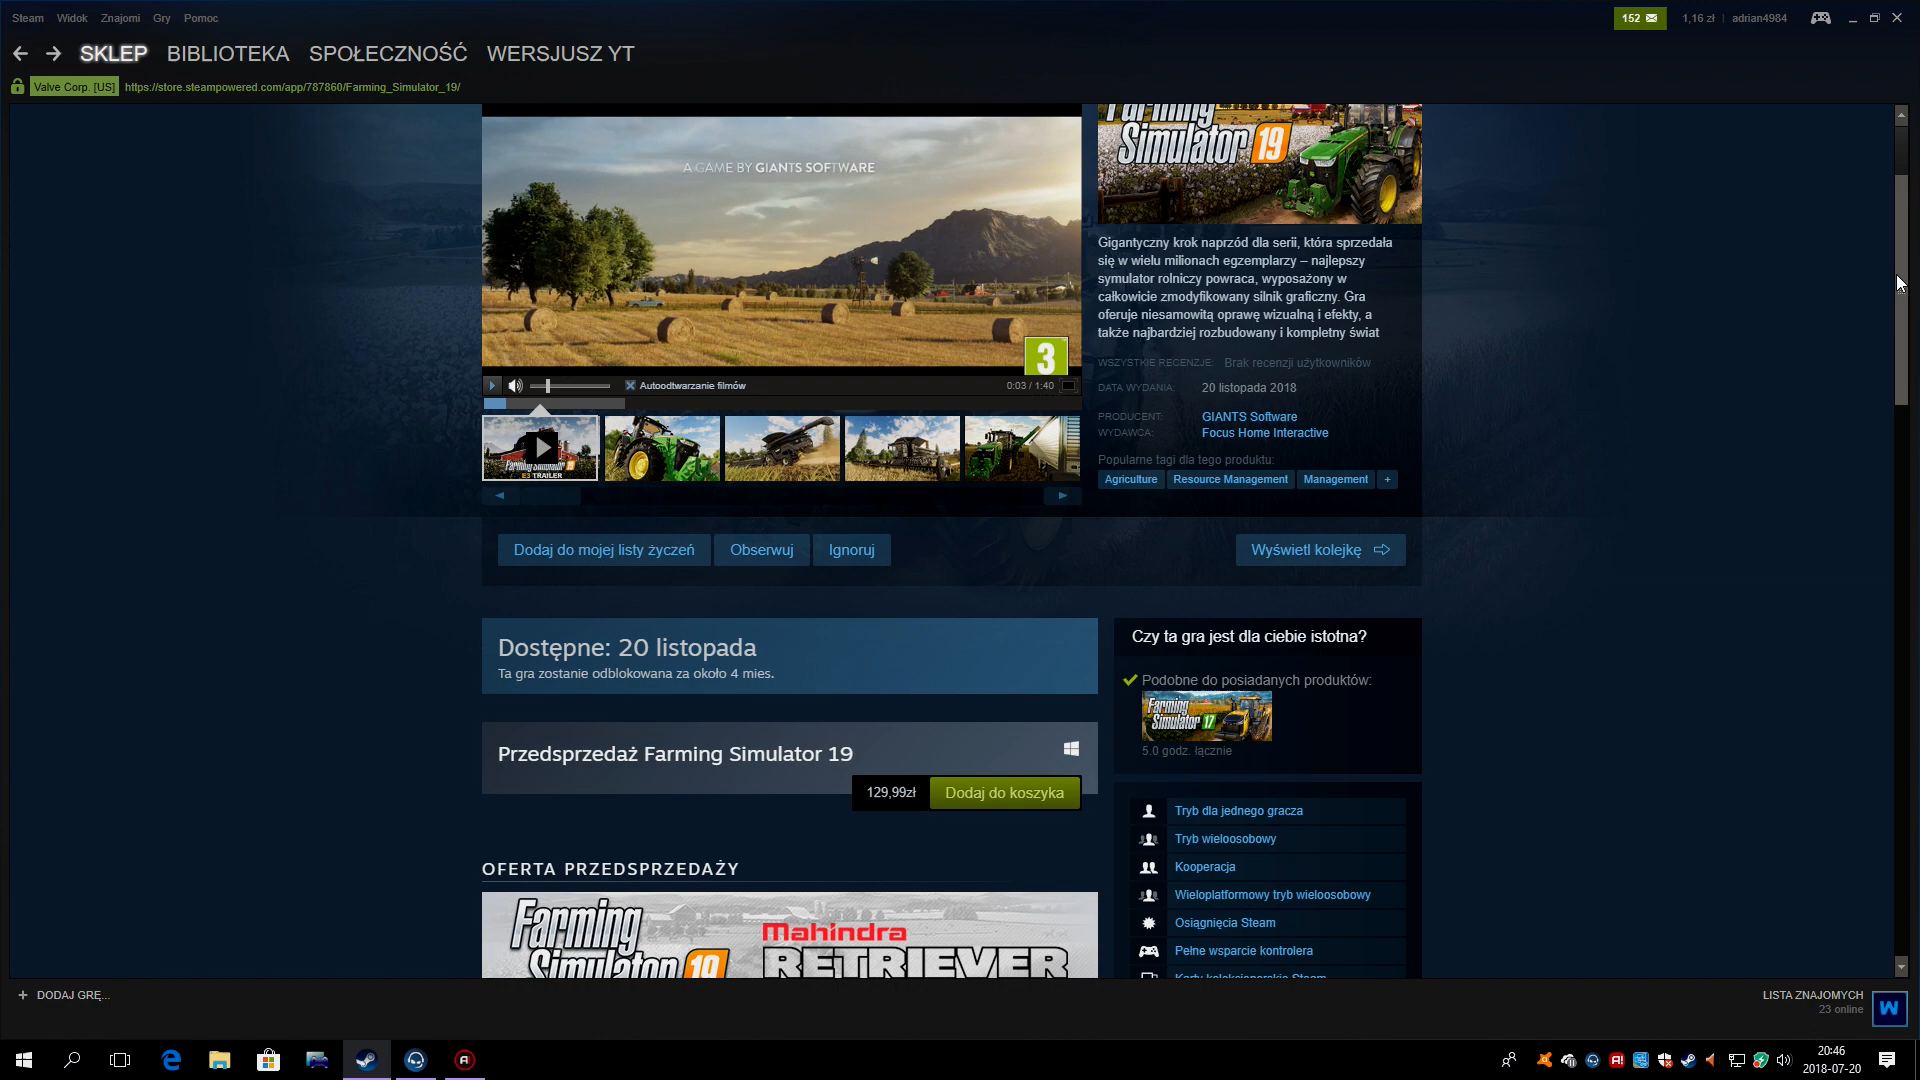 Steam Widok Znajomi Gry Pomoc
152
1,16 zł | adrian4984
SKLEP BIBLIOTEKA SPOŁECZNOŚĆ WERSJUSZ YT
Valve Corp. [US] https://store.steampowered.com/app/787860/Farming_Simulator_19/
A GAME BY GIANTS SOFTWARE
3
Autoodtwarzanie filmów
0:03 / 1:40
Farming Simulator 19
E3 TRAILER
Farming
Simulator 19
Gigantyczny krok naprzód dla serii, która sprzedała
się w wielu milionach egzemplarzy – najlepszy
symulator rolniczy powraca, wyposażony w
całkowicie zmodyfikowany silnik graficzny. Gra
oferuje niesamowitą oprawę wizualną i efekty, a
także najbardziej rozbudowany i kompletny świat
WSZYSTKIE RECENZJE: Brak recenzji użytkowników
DATA WYDANIA: 20 listopada 2018
PRODUCENT: GIANTS Software
WYDAWCA: Focus Home Interactive
Popularne tagi dla tego produktu:
Agriculture Resource Management Management +
Dodaj do mojej listy życzeń Obserwuj Ignoruj Wyświetl kolejkę
Dostępne: 20 listopada
Ta gra zostanie odblokowana za około 4 mies.
Przedsprzedaż Farming Simulator 19
129,99zł Dodaj do koszyka
OFERTA PRZEDSPRZEDAŻY
Farming
Simulator 19
Mahindra
RETRIEVER
Czy ta gra jest dla ciebie istotna?
Podobne do posiadanych produktów:
Farming
Simulator 17
5.0 godz. łącznie
Tryb dla jednego gracza
Tryb wieloosobowy
Kooperacja
Wieloplatformowy tryb wieloosobowy
Osiągnięcia Steam
Pełne wsparcie kontrolera
Karty kolekcjonerskie Steam
+ DODAJ GRĘ...
LISTA ZNAJOMYCH
23 online
W
20:46
2018-07-20